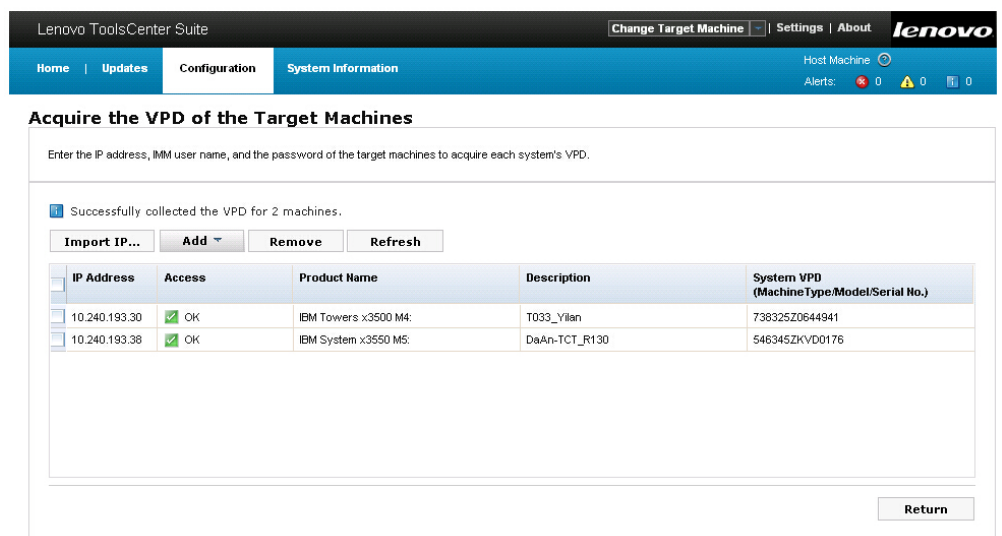 Lenovo ToolsCenter Suite
Change Target Machine | Settings | About
lenovo
Home | Updates Configuration System Information
Host Machine ?
Alerts: 0 0 0
Acquire the VPD of the Target Machines
Enter the IP address, IMM user name, and the password of the target machines to acquire each system's VPD.
Successfully collected the VPD for 2 machines.
Import IP... Add Remove Refresh
IP Address Access Product Name Description System VPD
(MachineType/Model/Serial No.)
10.240.193.30 OK IBM Towers x3500 M4: T033_Yilan 738325Z0644941
10.240.193.38 OK IBM System x3550 M5: DaAn-TCT_R130 546345ZKVD0176
Return